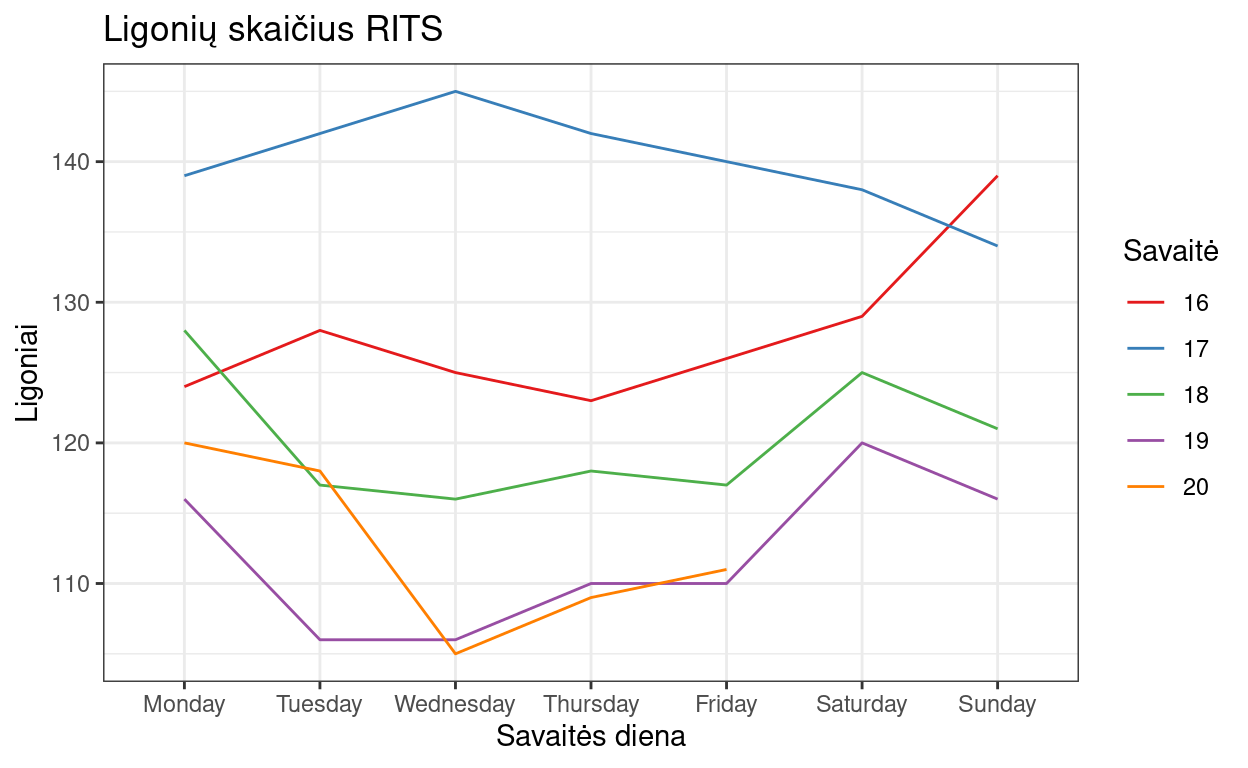 Ligonių skaičius RITS
Ligoniai
140
130
120
110
Monday Tuesday Wednesday Thursday Friday Saturday Sunday
Savaitės diena
Savaitė
16
17
18
19
20